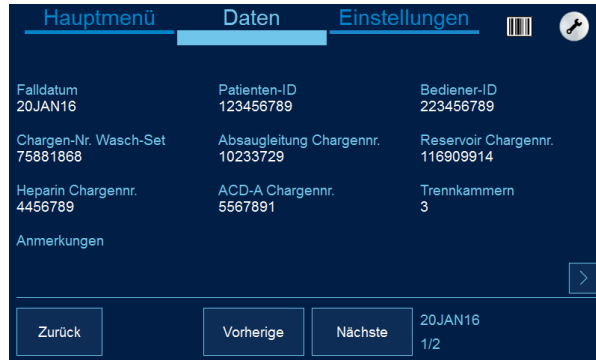 Hauptmenü Daten Einstellungen
Falldatum Patienten-ID Bediener-ID
20JAN16 123456789 223456789
Chargen-Nr. Wasch-Set Absaugleitung Chargennr. Reservoir Chargennr.
75881868 10233729 116909914
Heparin Chargennr. ACD-A Chargennr. Trennkammern
4456789 5567891 3
Anmerkungen
>
Zurück Vorherige Nächste 20JAN16
1/2